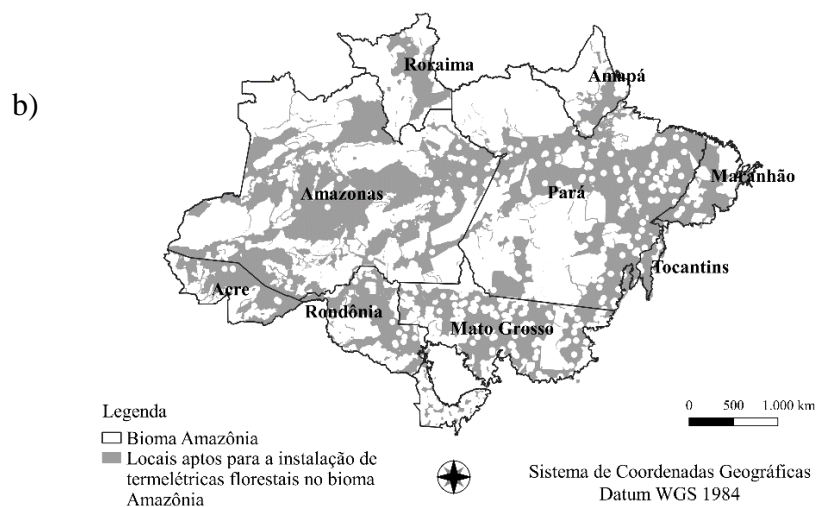 b)
Roraima
Amapá
Amazonas
Pará
Maranhão
Tocantins
Acre
Rondônia
Mato Grosso
Legenda
Bioma Amazônia
Locais aptos para a instalação de
termelétricas florestais no bioma
Amazônia
0 500 1.000 km
Sistema de Coordenadas Geográficas
Datum WGS 1984